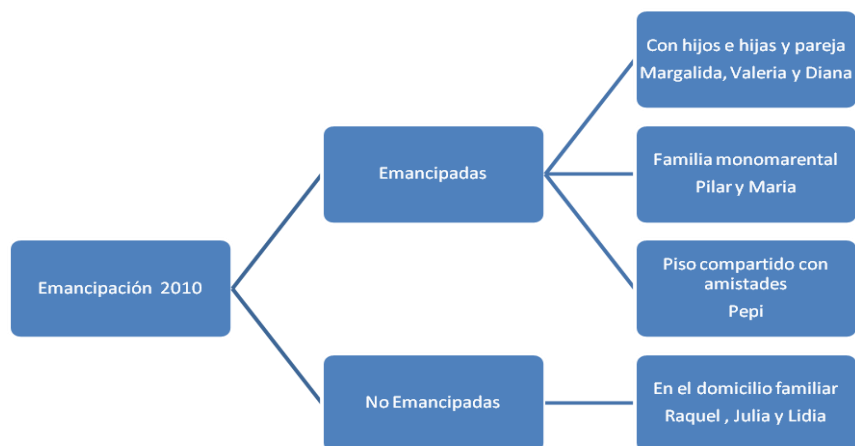 Con hijos e hijas y pareja
Margalida, Valeria y Diana
Emancipadas
Familia monomarental
Pilar y Maria
Emancipación 2010
Piso compartido con
amistades
Pepi
No Emancipadas
En el domicilio familiar
Raquel , Julia y Lidia